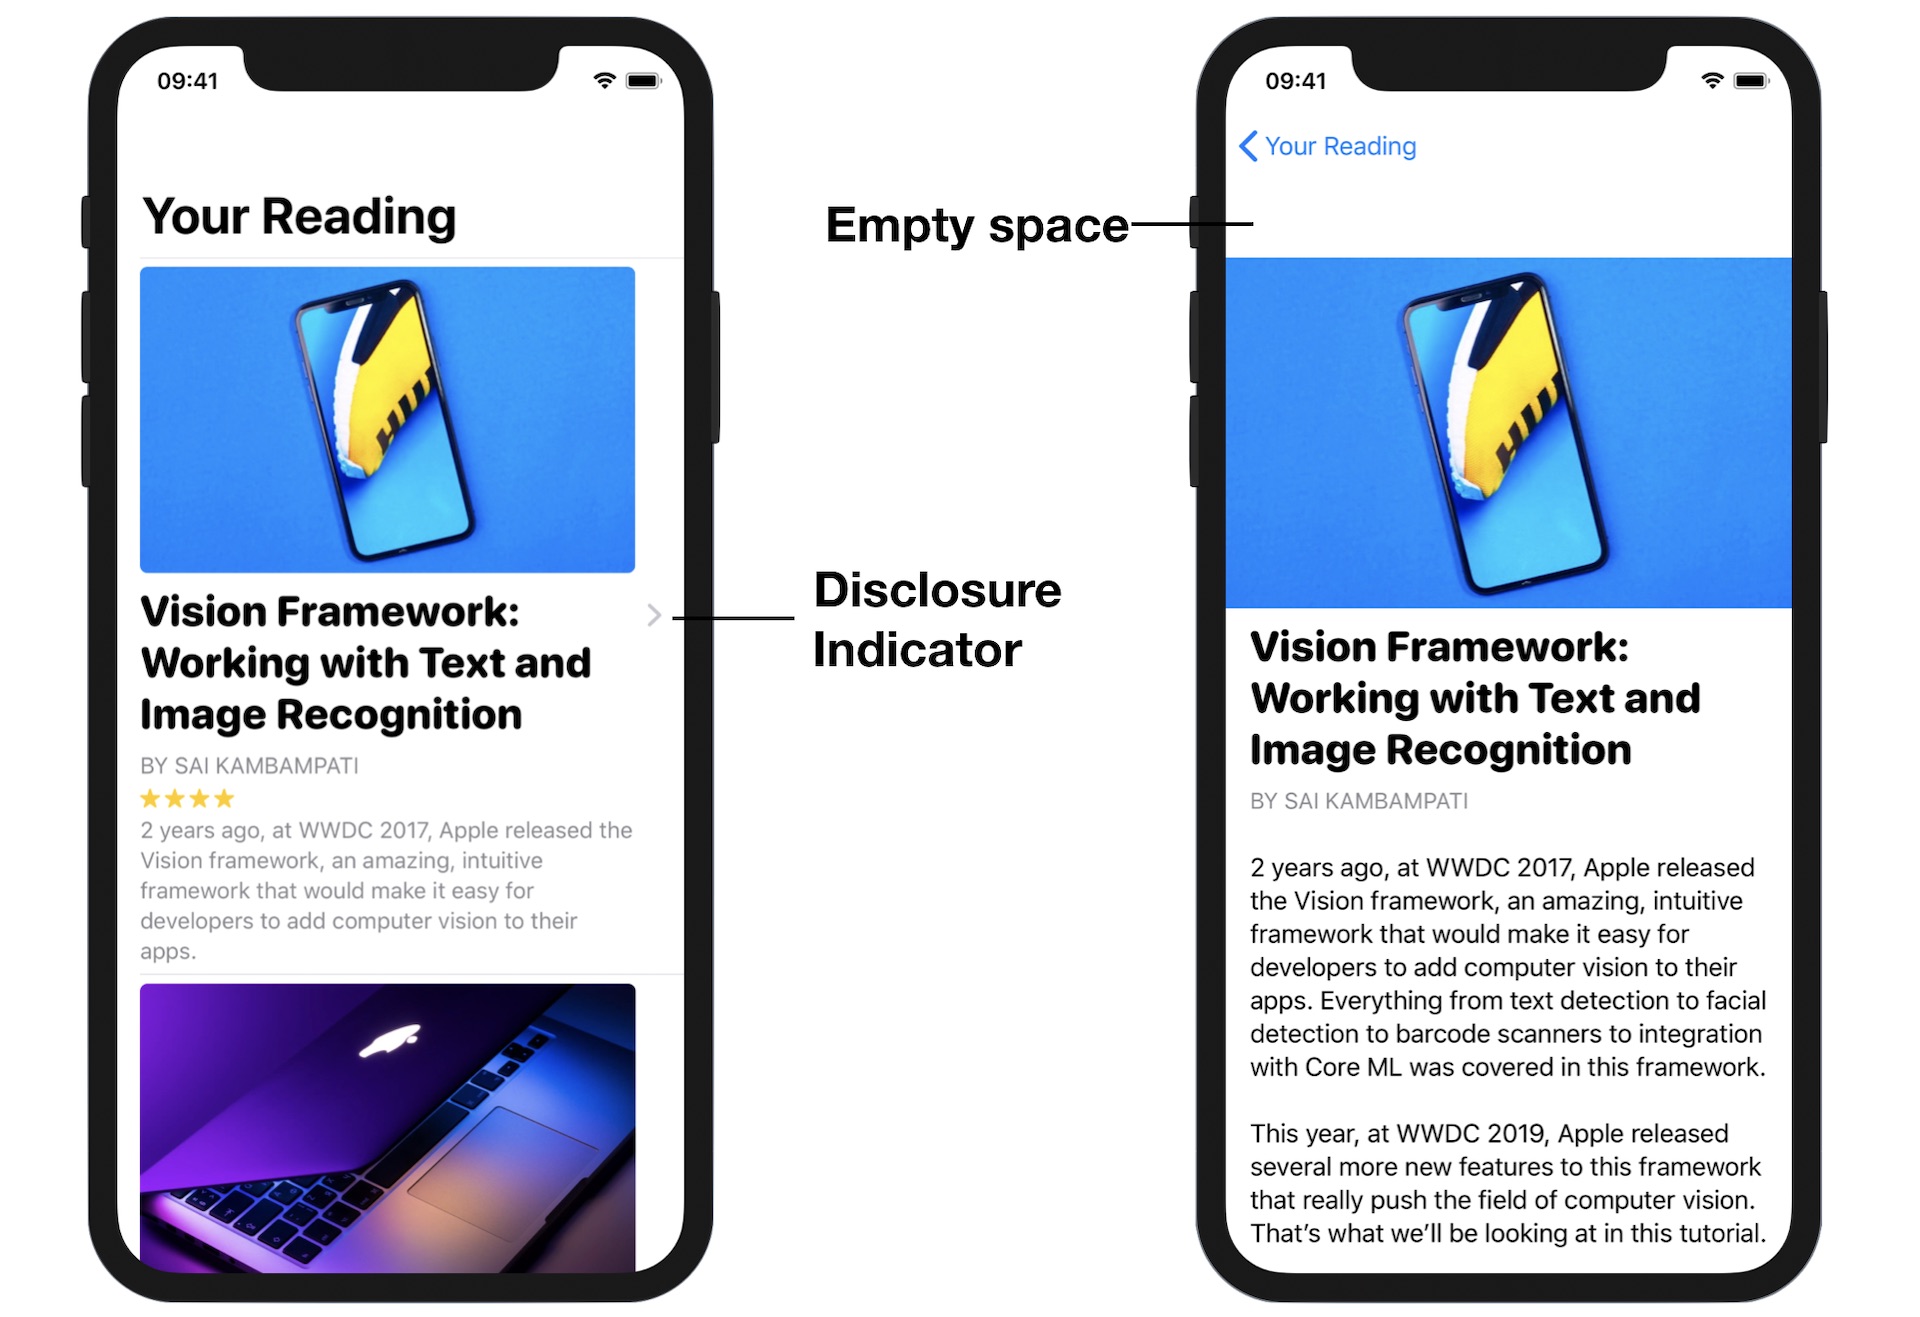 09:41
Your Reading
Vision Framework:
Working with Text and
Image Recognition
BY SAI KAMBAMPATI
2 years ago, at WWDC 2017, Apple released the
Vision framework, an amazing, intuitive
framework that would make it easy for
developers to add computer vision to their
apps.
Empty space
Disclosure
Indicator
09:41
Your Reading
Vision Framework:
Working with Text and
Image Recognition
BY SAI KAMBAMPATI
2 years ago, at WWDC 2017, Apple released
the Vision framework, an amazing, intuitive
framework that would make it easy for
developers to add computer vision to their
apps. Everything from text detection to facial
detection to barcode scanners to integration
with Core ML was covered in this framework.
This year, at WWDC 2019, Apple released
several more new features to this framework
that really push the field of computer vision.
That’s what we’ll be looking at in this tutorial.